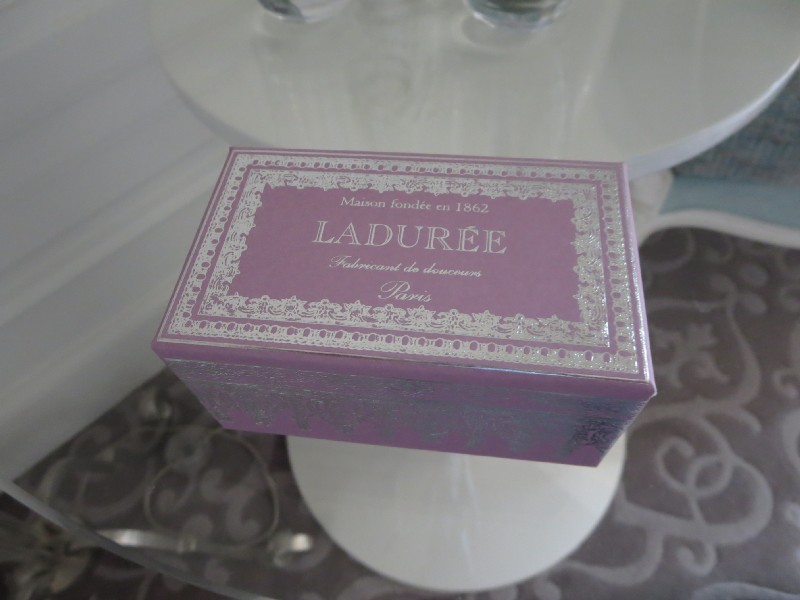 Maison fondée en 1862
LADURÉE
Fabricant de douceurs
Paris